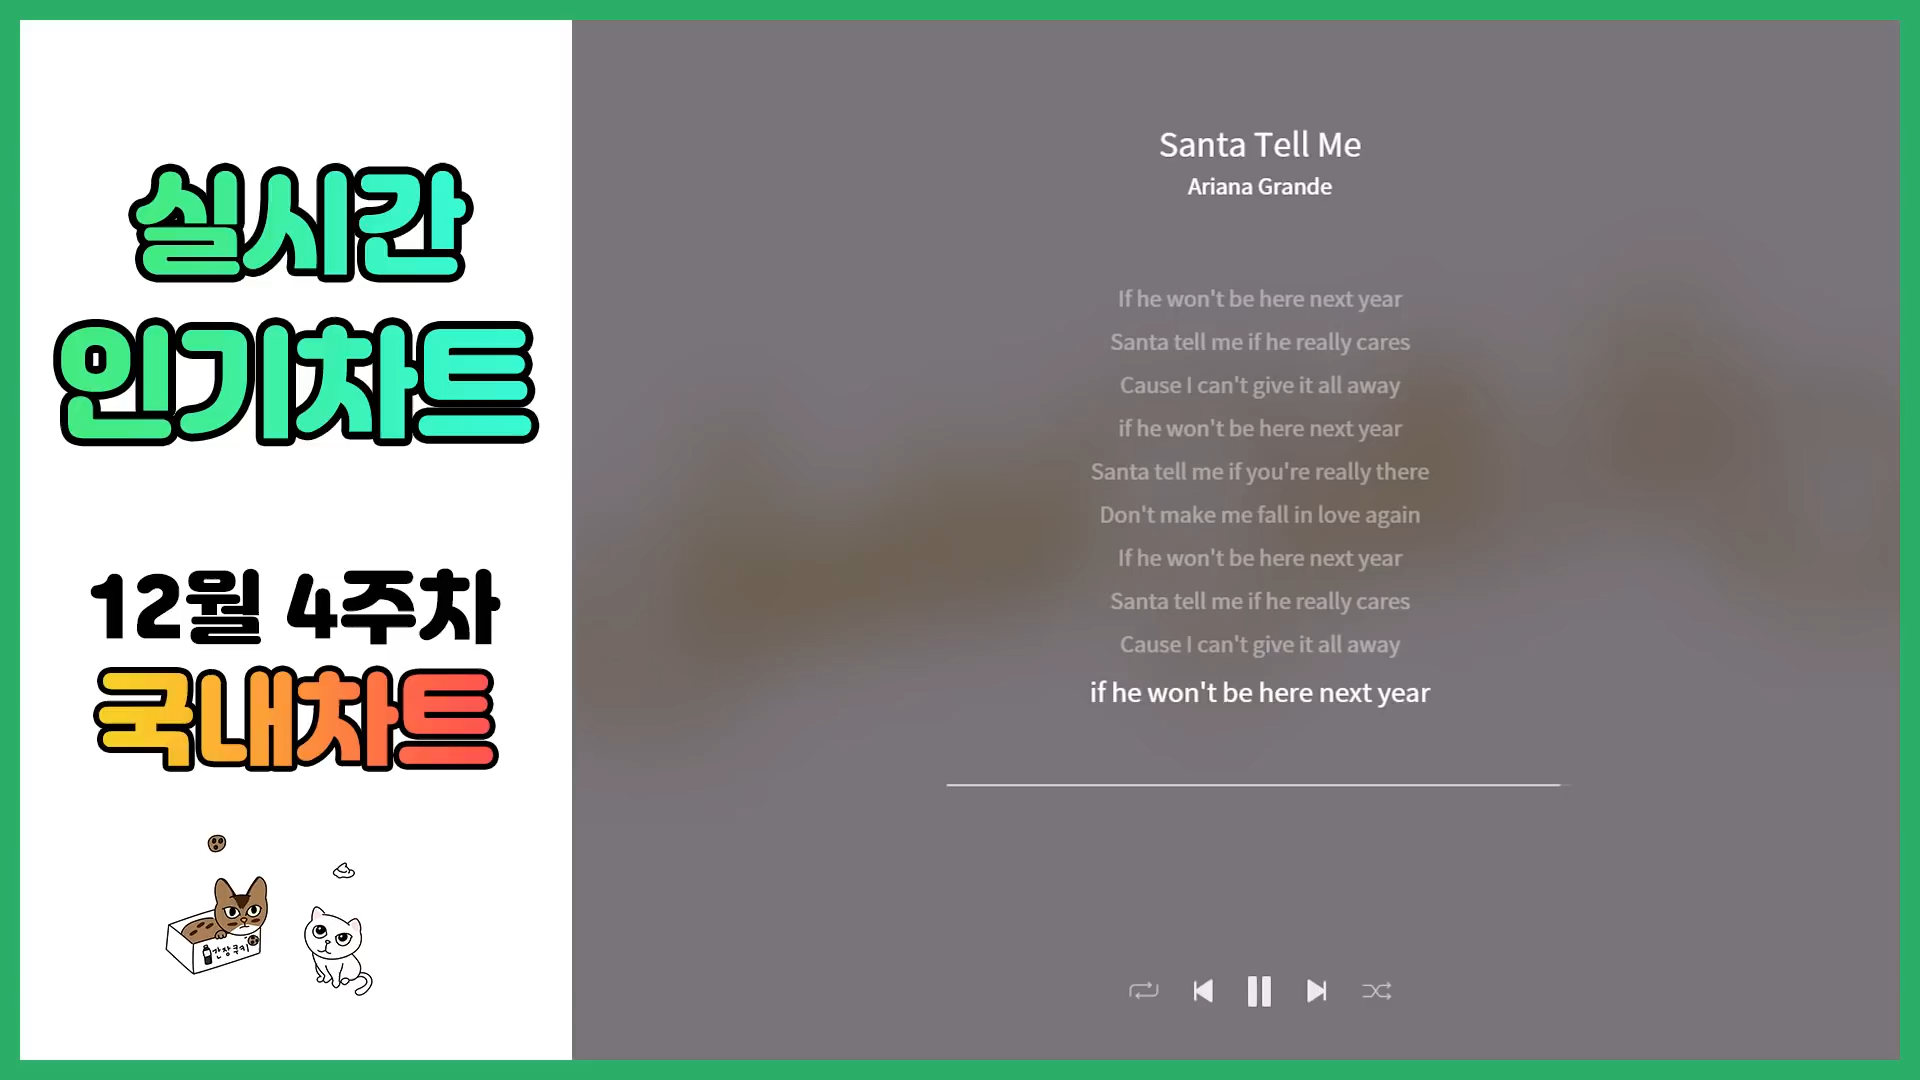 실시간
인기차트
12월 4주차
국내차트
간장쿠키
Santa Tell Me
Ariana Grande
If he won't be here next year
Santa tell me if he really cares
Cause I can't give it all away
if he won't be here next year
Santa tell me if you're really there
Don't make me fall in love again
If he won't be here next year
Santa tell me if he really cares
Cause I can't give it all away
if he won't be here next year